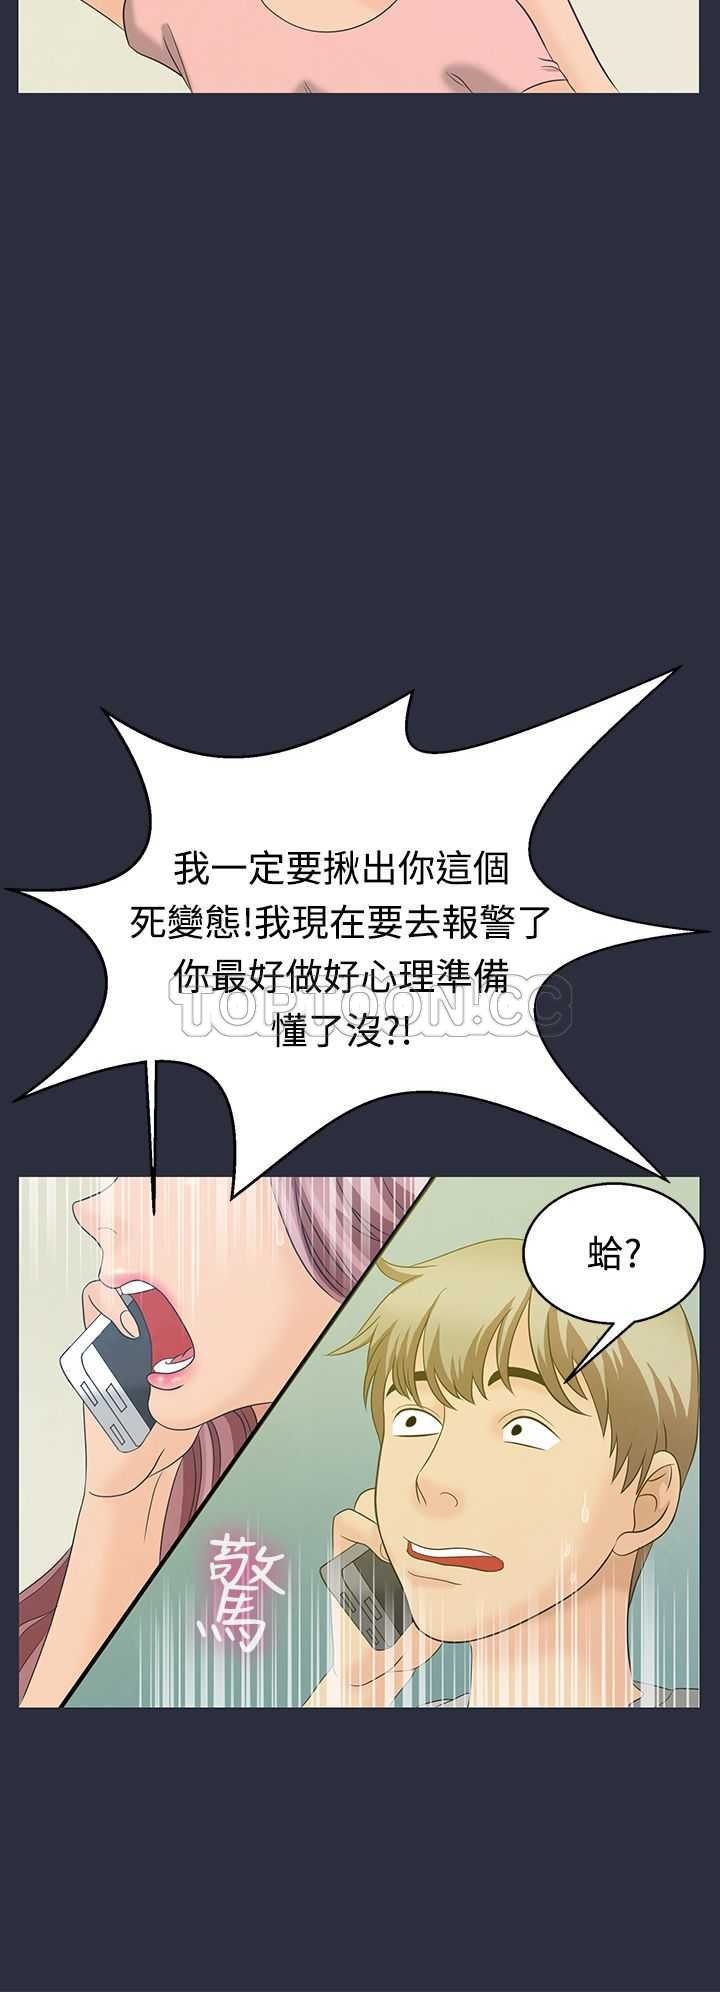 我一定要揪出你這個
死變態!我現在要去報警了
你最好做好心理準備
TOPTOON.CC
懂了沒?!
蛤?
驚